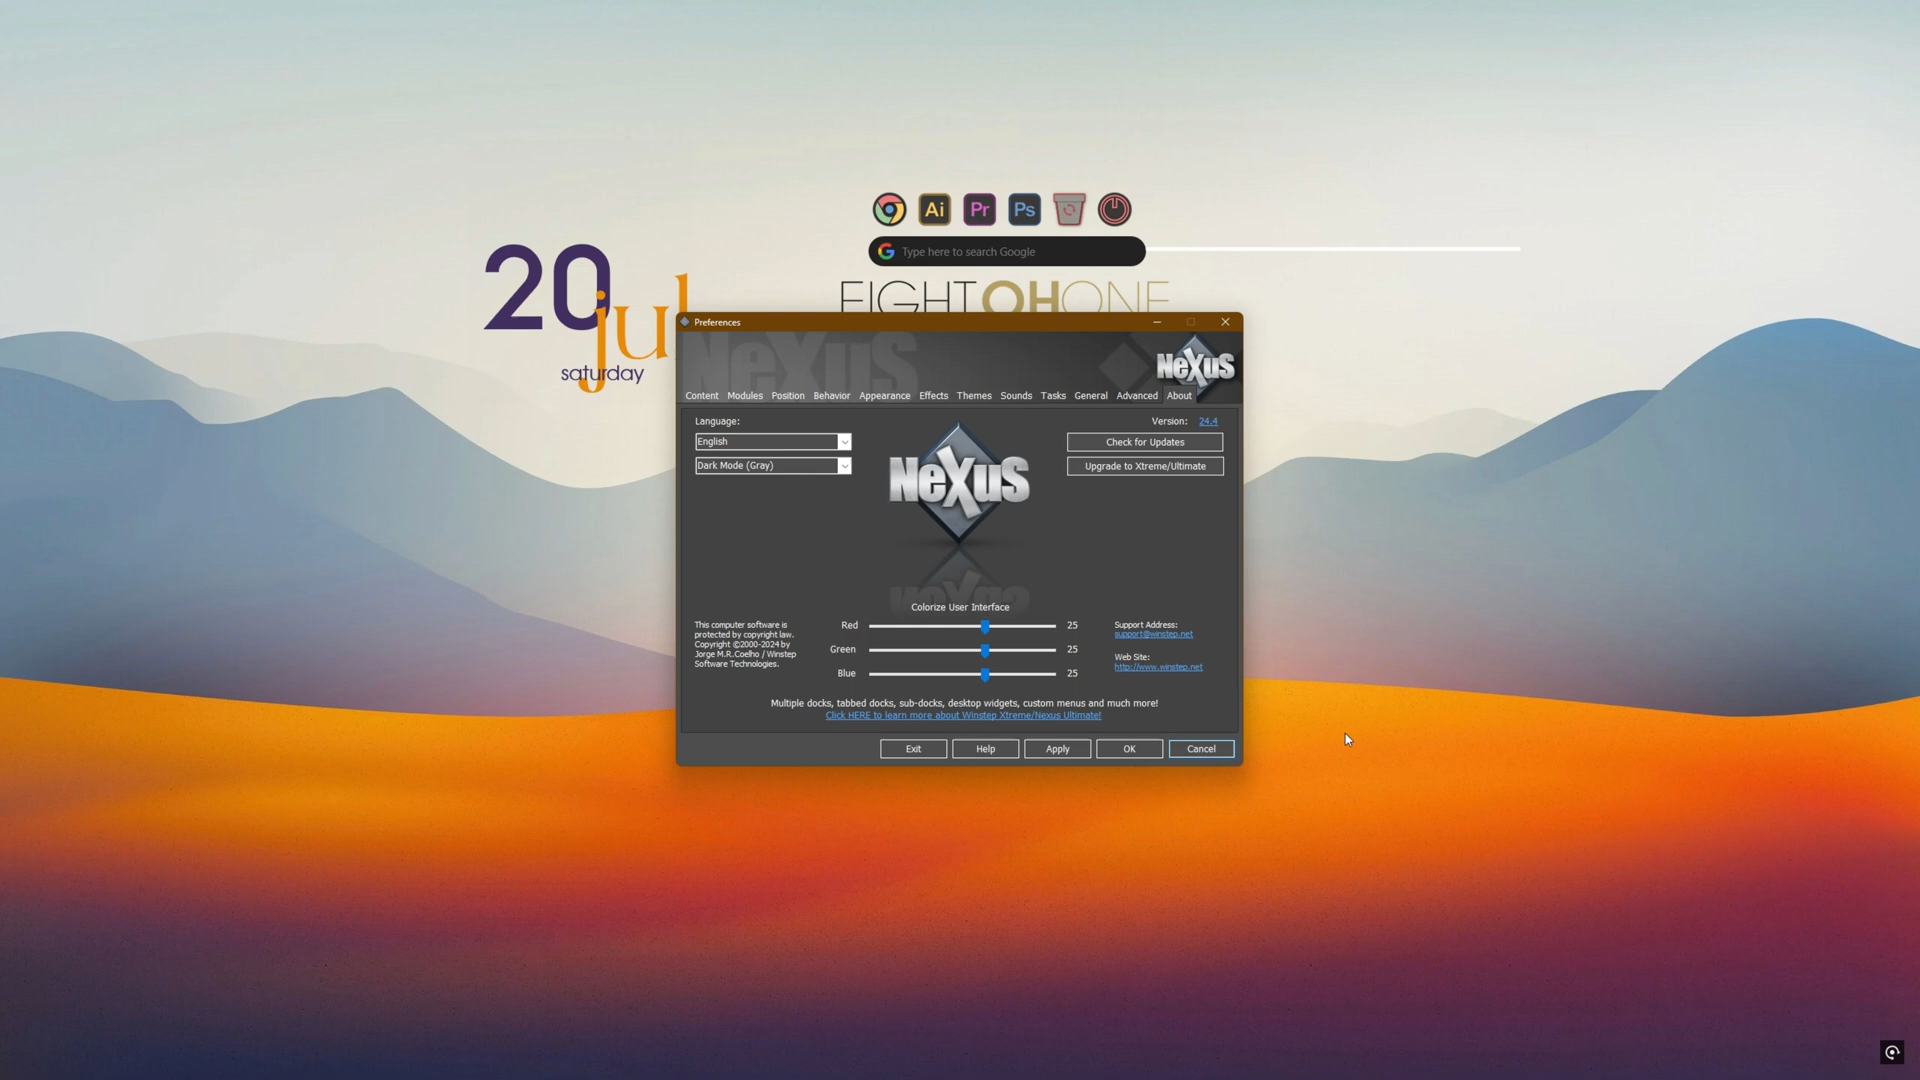 Ai Pr Ps
Type here to search Google
20
jul
saturday
EIGHT OH ONE
Preferences
NeXuS
NeXuS
Content Modules Position Behavior Appearance Effects Themes Sounds Tasks General Advanced About
Language:
English
Dark Mode (Gray)
NeXuS
Version: 24.4
Check for Updates
Upgrade to Xtreme/Ultimate
Colorize User Interface
Red 25
Green 25
Blue 25
This computer software is
protected by copyright law.
Copyright ©2000-2024 by
Jorge M.R.Coelho / Winstep
Software Technologies.
Support Address:
support@winstep.net
Web Site:
http://www.winstep.net
Multiple docks, tabbed docks, sub-docks, desktop widgets, custom menus and much more!
Click HERE to learn more about Winstep Xtreme/Nexus Ultimate!
Exit Help Apply OK Cancel